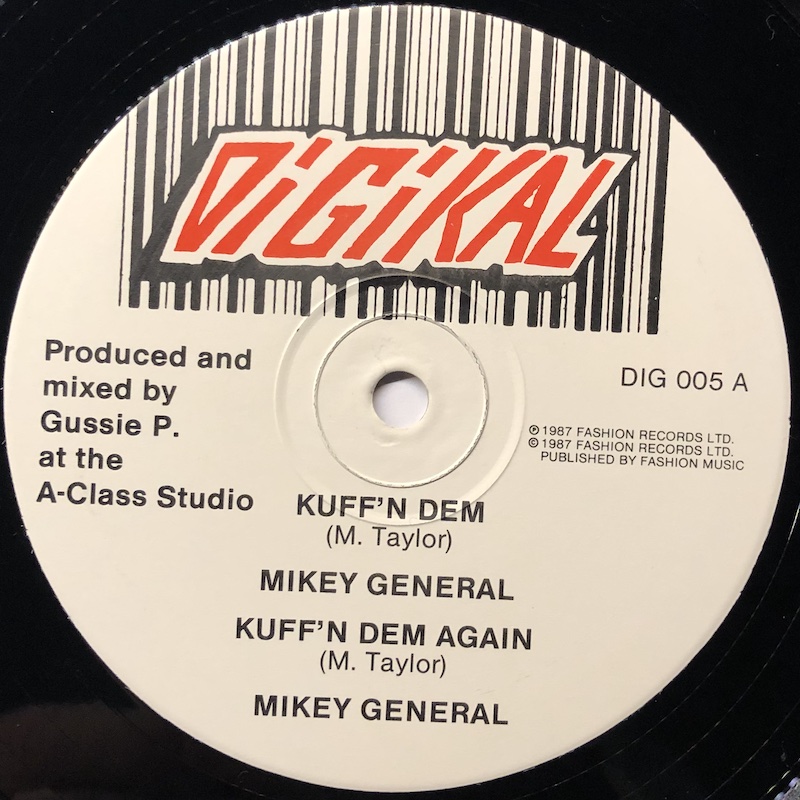 DiGiKAL
Produced and
mixed by
Gussie P.
at the
A-Class Studio
DIG 005 A
℗ 1987 FASHION RECORDS LTD.
© 1987 FASHION RECORDS LTD.
PUBLISHED BY FASHION MUSIC
KUFF'N DEM
(M. Taylor)
MIKEY GENERAL
KUFF'N DEM AGAIN
(M. Taylor)
MIKEY GENERAL